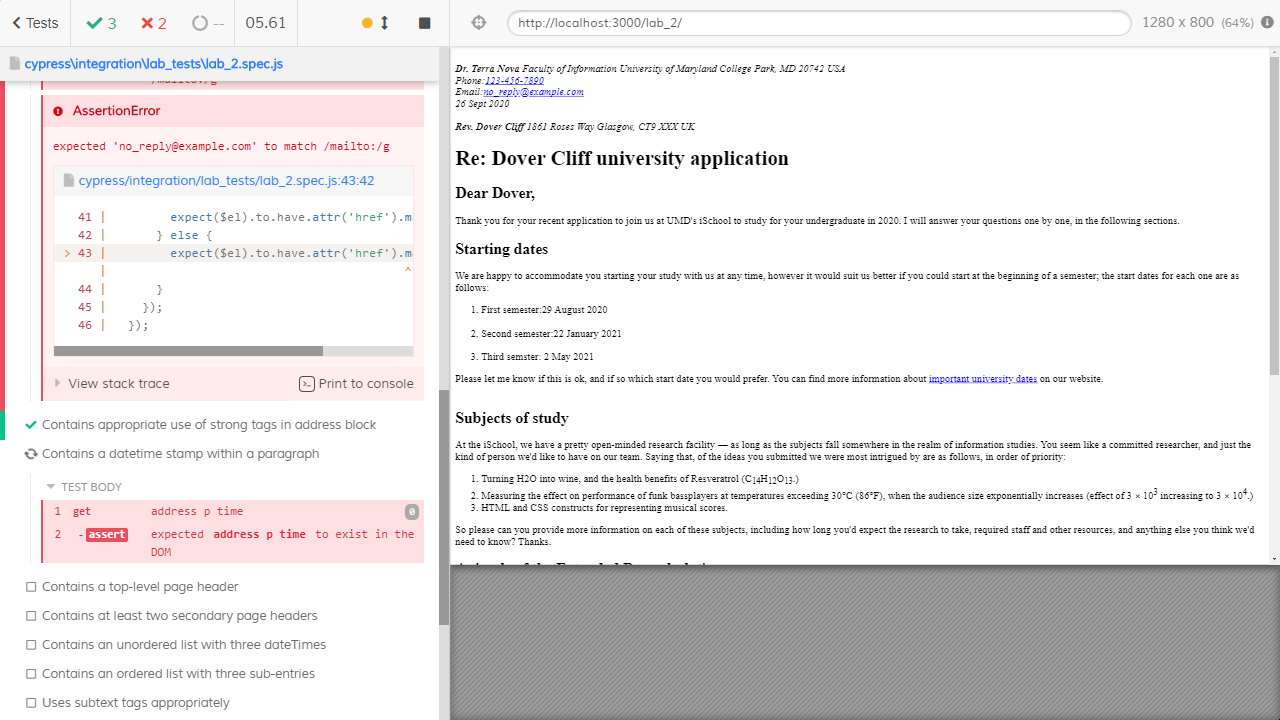 Tests
3
2
--
05.61
http://localhost:3000/lab_2/
1280 x 800 (64%)
cypress\integration\lab_tests\lab_2.spec.js
/mailto:/g
AssertionError
expected 'no_reply@example.com' to match /mailto:/g
cypress/integration/lab_tests/lab_2.spec.js:43:42
41 | expect($el).to.have.attr('href').m
42 | } else {
> 43 | expect($el).to.have.attr('href').m
| ^
44 | }
45 | });
46 | });
View stack trace
Print to console
Contains appropriate use of strong tags in address block
Contains a datetime stamp within a paragraph
TEST BODY
1 get address p time 0
2 -assert expected address p time to exist in the
DOM
Contains a top-level page header
Contains at least two secondary page headers
Contains an unordered list with three dateTimes
Contains an ordered list with three sub-entries
Uses subtext tags appropriately
Dr. Terra Nova Faculty of Information University of Maryland College Park, MD 20742 USA
Phone:123-456-7890
Email:no_reply@example.com
26 Sept 2020
Rev. Dover Cliff 1861 Roses Way Glasgow, CT9 XXX UK
Re: Dover Cliff university application
Dear Dover,
Thank you for your recent application to join us at UMD's iSchool to study for your undergraduate in 2020. I will answer your questions one by one, in the following sections.
Starting dates
We are happy to accommodate you starting your study with us at any time, however it would suit us better if you could start at the beginning of a semester; the start dates for each one are as
follows:
1. First semester:29 August 2020
2. Second semester:22 January 2021
3. Third semster: 2 May 2021
Please let me know if this is ok, and if so which start date you would prefer. You can find more information about important university dates on our website.
Subjects of study
At the iSchool, we have a pretty open-minded research facility — as long as the subjects fall somewhere in the realm of information studies. You seem like a committed researcher, and just the
kind of person we'd like to have on our team. Saying that, of the ideas you submitted we were most intrigued by are as follows, in order of priority:
1. Turning H2O into wine, and the health benefits of Resveratrol (C₁₄H₁₂O₁₃.)
2. Measuring the effect on performance of funk bassplayers at temperatures exceeding 30°C (86°F), when the audience size exponentially increases (effect of 3 × 10³ increasing to 3 × 10⁴.)
3. HTML and CSS constructs for representing musical scores.
So please can you provide more information on each of these subjects, including how long you'd expect the research to take, required staff and other resources, and anything else you think we'd
need to know? Thanks.